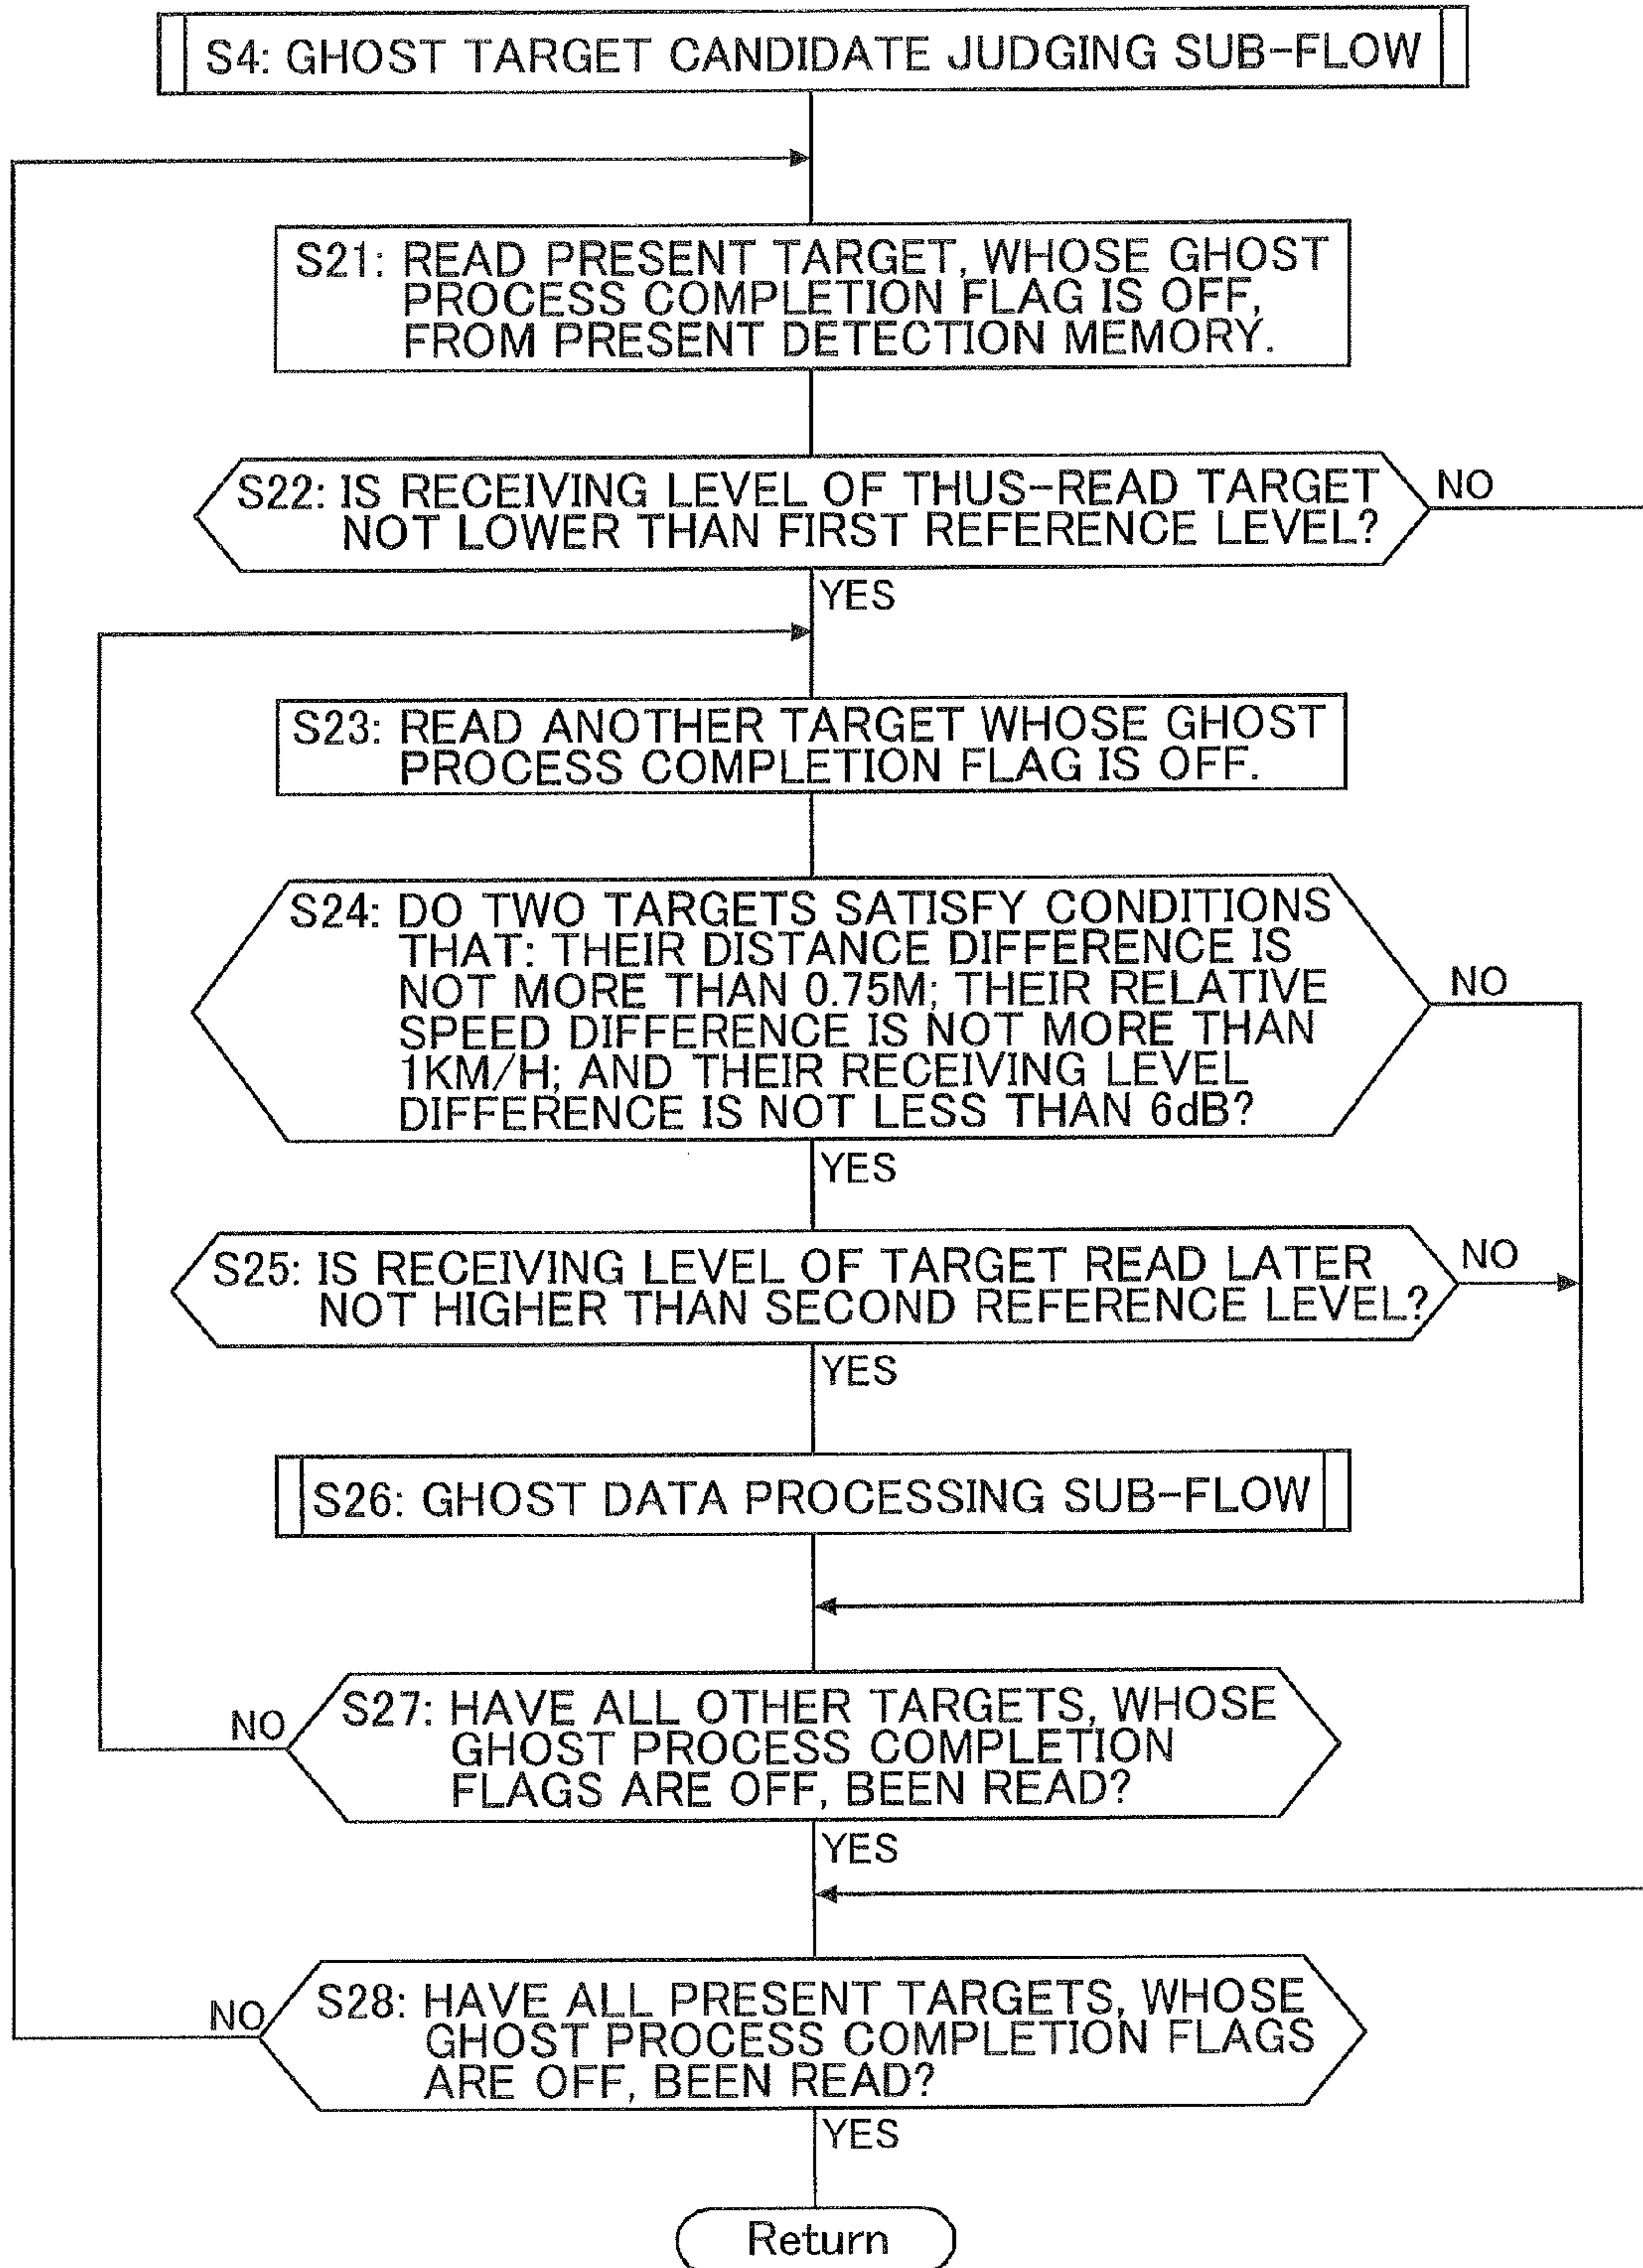 S4: GHOST TARGET CANDIDATE JUDGING SUB-FLOW
S21: READ PRESENT TARGET, WHOSE GHOST
PROCESS COMPLETION FLAG IS OFF,
FROM PRESENT DETECTION MEMORY.
S22: IS RECEIVING LEVEL OF THUS-READ TARGET
NOT LOWER THAN FIRST REFERENCE LEVEL?
NO
YES
S23: READ ANOTHER TARGET WHOSE GHOST
PROCESS COMPLETION FLAG IS OFF.
S24: DO TWO TARGETS SATISFY CONDITIONS
THAT: THEIR DISTANCE DIFFERENCE IS
NOT MORE THAN 0.75M; THEIR RELATIVE
SPEED DIFFERENCE IS NOT MORE THAN
1KM/H; AND THEIR RECEIVING LEVEL
DIFFERENCE IS NOT LESS THAN 6dB?
NO
YES
S25: IS RECEIVING LEVEL OF TARGET READ LATER
NOT HIGHER THAN SECOND REFERENCE LEVEL?
NO
YES
S26: GHOST DATA PROCESSING SUB-FLOW
S27: HAVE ALL OTHER TARGETS, WHOSE
GHOST PROCESS COMPLETION
FLAGS ARE OFF, BEEN READ?
NO
YES
S28: HAVE ALL PRESENT TARGETS, WHOSE
GHOST PROCESS COMPLETION FLAGS
ARE OFF, BEEN READ?
NO
YES
Return